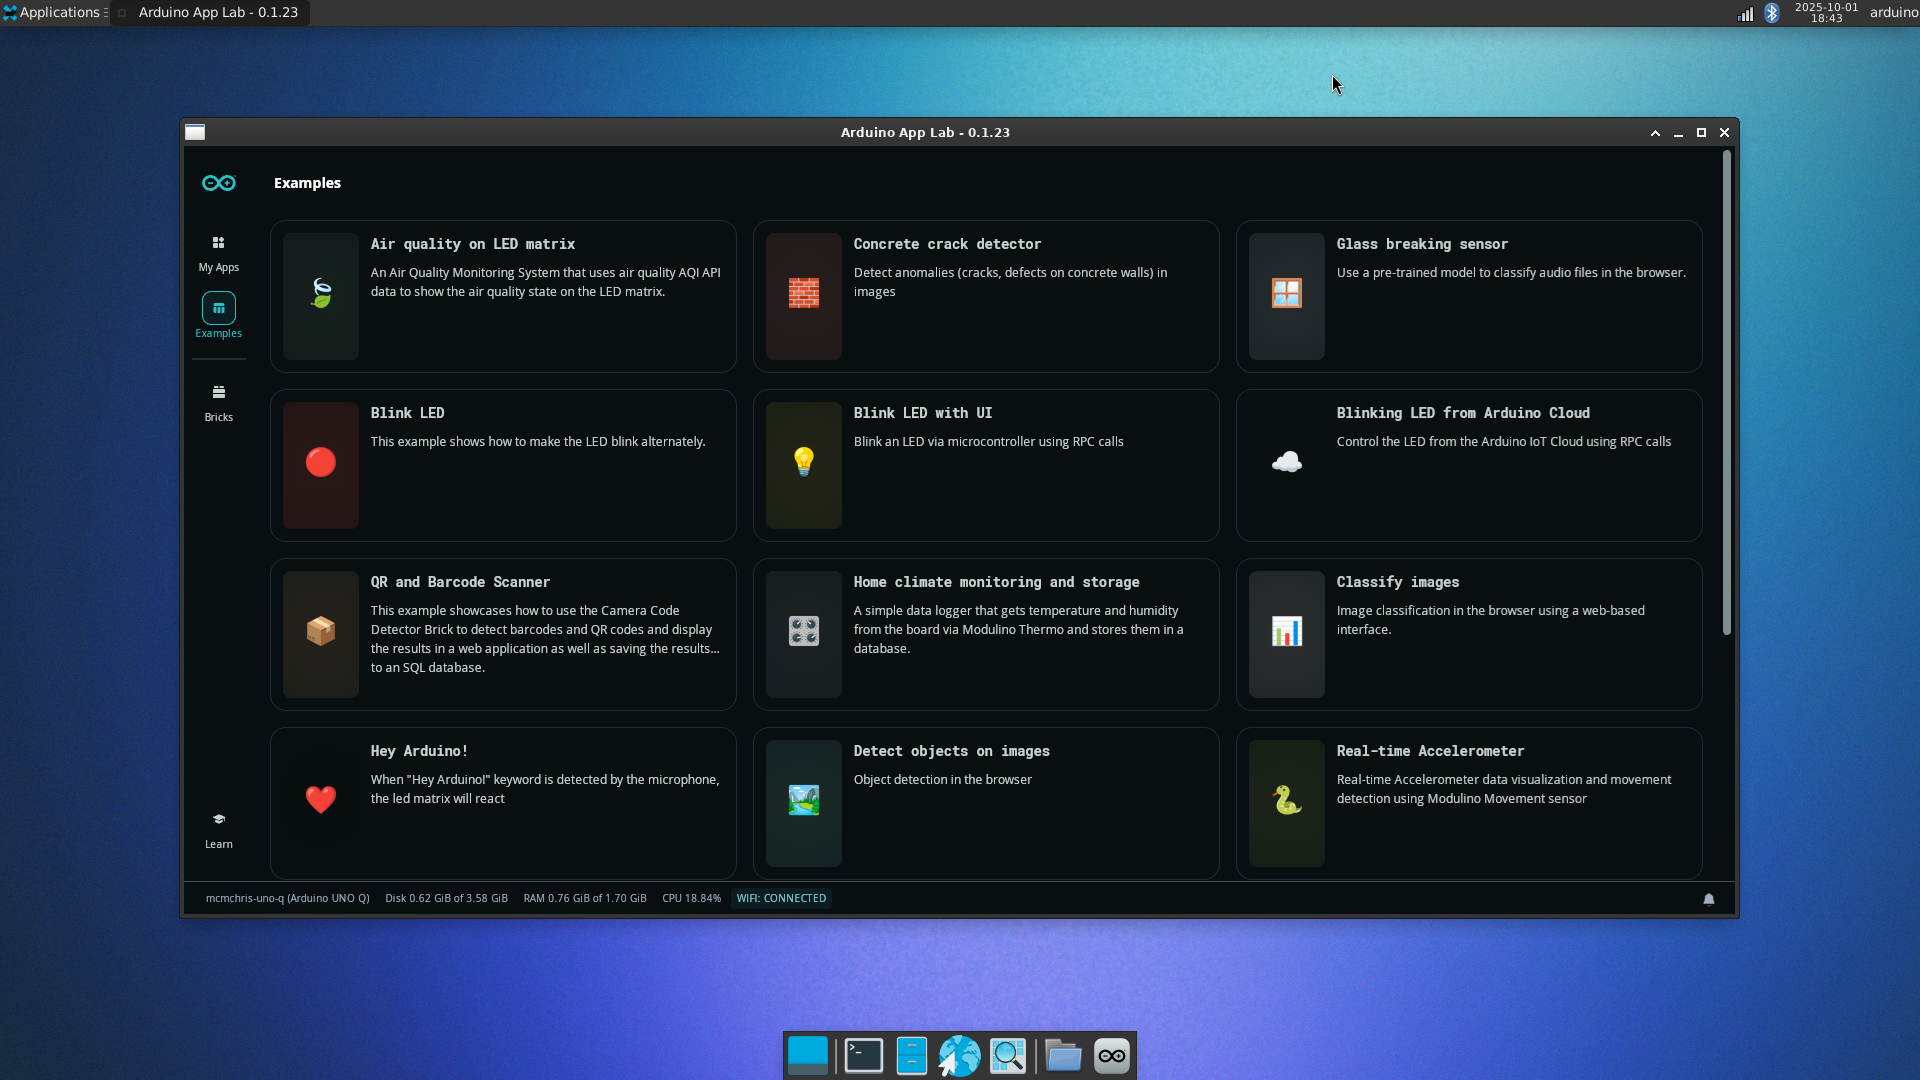 Applications
Arduino App Lab - 0.1.23
2025-10-01
18:43
arduino
Arduino App Lab - 0.1.23
Examples
My Apps
Examples
Bricks
Learn
Air quality on LED matrix
An Air Quality Monitoring System that uses air quality AQI API
data to show the air quality state on the LED matrix.
Concrete crack detector
Detect anomalies (cracks, defects on concrete walls) in
images
Glass breaking sensor
Use a pre-trained model to classify audio files in the browser.
Blink LED
This example shows how to make the LED blink alternately.
Blink LED with UI
Blink an LED via microcontroller using RPC calls
Blinking LED from Arduino Cloud
Control the LED from the Arduino IoT Cloud using RPC calls
QR and Barcode Scanner
This example showcases how to use the Camera Code
Detector Brick to detect barcodes and QR codes and display
the results in a web application as well as saving the results...
to an SQL database.
Home climate monitoring and storage
A simple data logger that gets temperature and humidity
from the board via Modulino Thermo and stores them in a
database.
Classify images
Image classification in the browser using a web-based
interface.
Hey Arduino!
When "Hey Arduino!" keyword is detected by the microphone,
the led matrix will react
Detect objects on images
Object detection in the browser
Real-time Accelerometer
Real-time Accelerometer data visualization and movement
detection using Modulino Movement sensor
mcmchris-uno-q (Arduino UNO Q) Disk 0.62 GiB of 3.58 GiB RAM 0.76 GiB of 1.70 GiB CPU 18.84% WIFI: CONNECTED